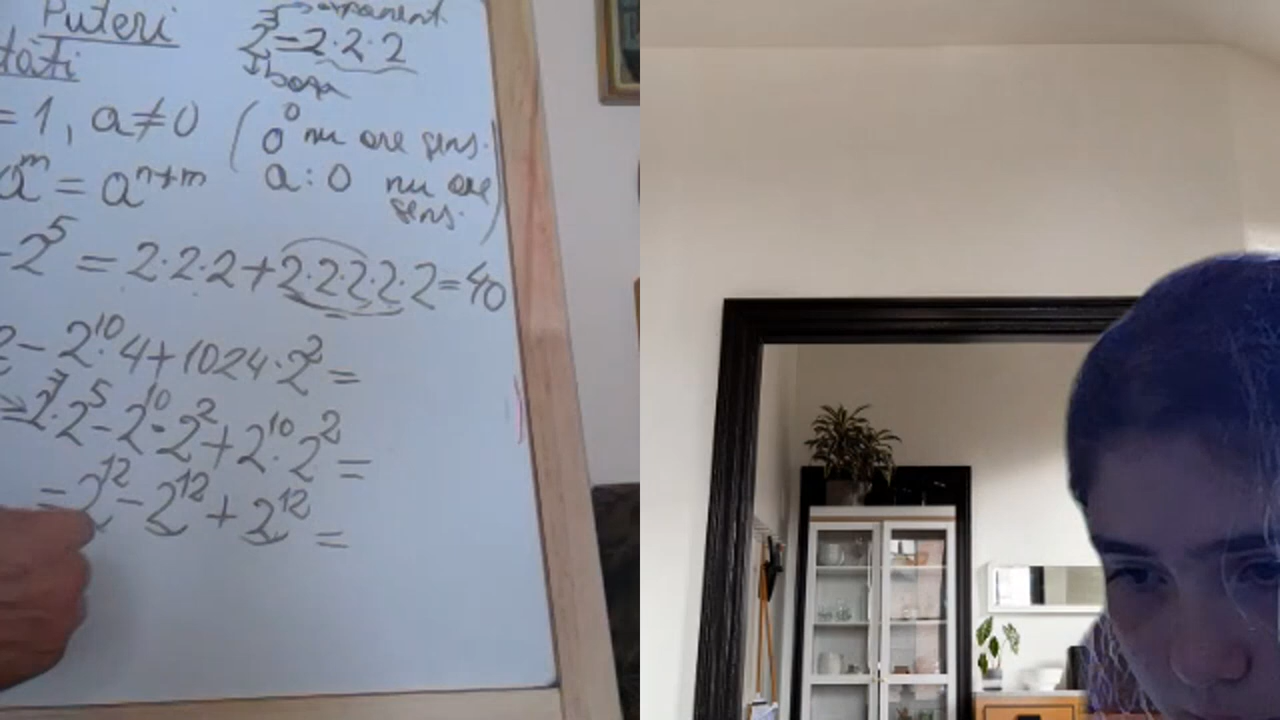 Puteri
exponent
2³=2·2·2
tăți
↓baza
=1, a≠0 (0⁰ nu are sens.
aᵐ = aⁿ⁺ᵐ a:0 nu are sens.)
-2⁵ = 2·2·2+2·2·2·2·2=40
2-2¹⁰·4+1024·2²=
=2⁷·2⁵-2¹⁰·2²+2¹⁰·2²=
=2¹²-2¹²+2¹²=